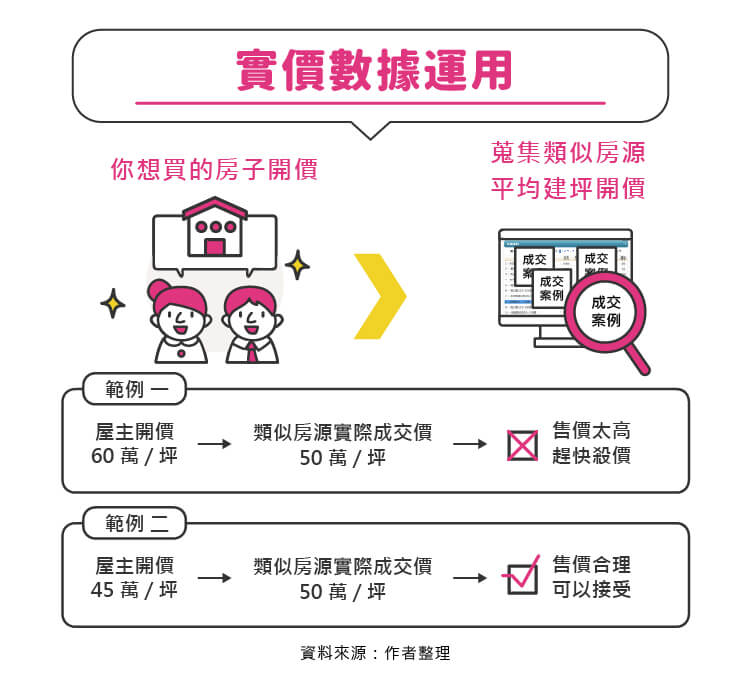 實價數據運用
你想買的房子開價
蒐集類似房源
平均建坪開價
成交
案例
成交
案例
成交
案例
成交
案例
範例 一
屋主開價
60 萬 / 坪
類似房源實際成交價
50 萬 / 坪
售價太高
趕快殺價
範例 二
屋主開價
45 萬 / 坪
類似房源實際成交價
50 萬 / 坪
售價合理
可以接受
資料來源：作者整理